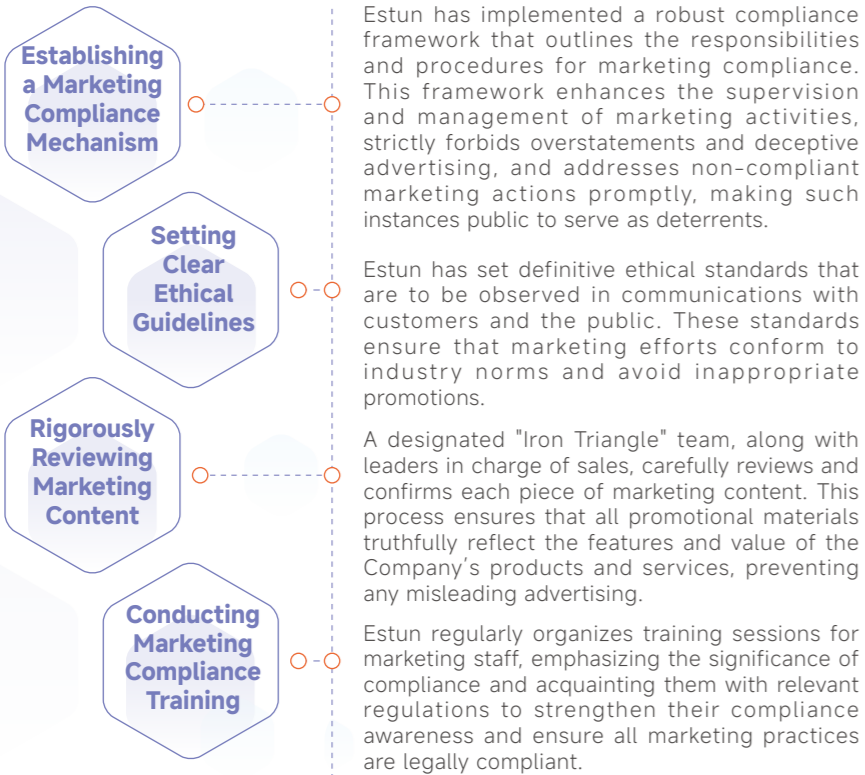 Establishing
a Marketing
Compliance
Mechanism
Estun has implemented a robust compliance
framework that outlines the responsibilities
and procedures for marketing compliance.
This framework enhances the supervision
and management of marketing activities,
strictly forbids overstatements and deceptive
advertising, and addresses non-compliant
marketing actions promptly, making such
instances public to serve as deterrents.
Setting
Clear
Ethical
Guidelines
Estun has set definitive ethical standards that
are to be observed in communications with
customers and the public. These standards
ensure that marketing efforts conform to
industry norms and avoid inappropriate
promotions.
Rigorously
Reviewing
Marketing
Content
A designated "Iron Triangle" team, along with
leaders in charge of sales, carefully reviews and
confirms each piece of marketing content. This
process ensures that all promotional materials
truthfully reflect the features and value of the
Company's products and services, preventing
any misleading advertising.
Conducting
Marketing
Compliance
Training
Estun regularly organizes training sessions for
marketing staff, emphasizing the significance of
compliance and acquainting them with relevant
regulations to strengthen their compliance
awareness and ensure all marketing practices
are legally compliant.